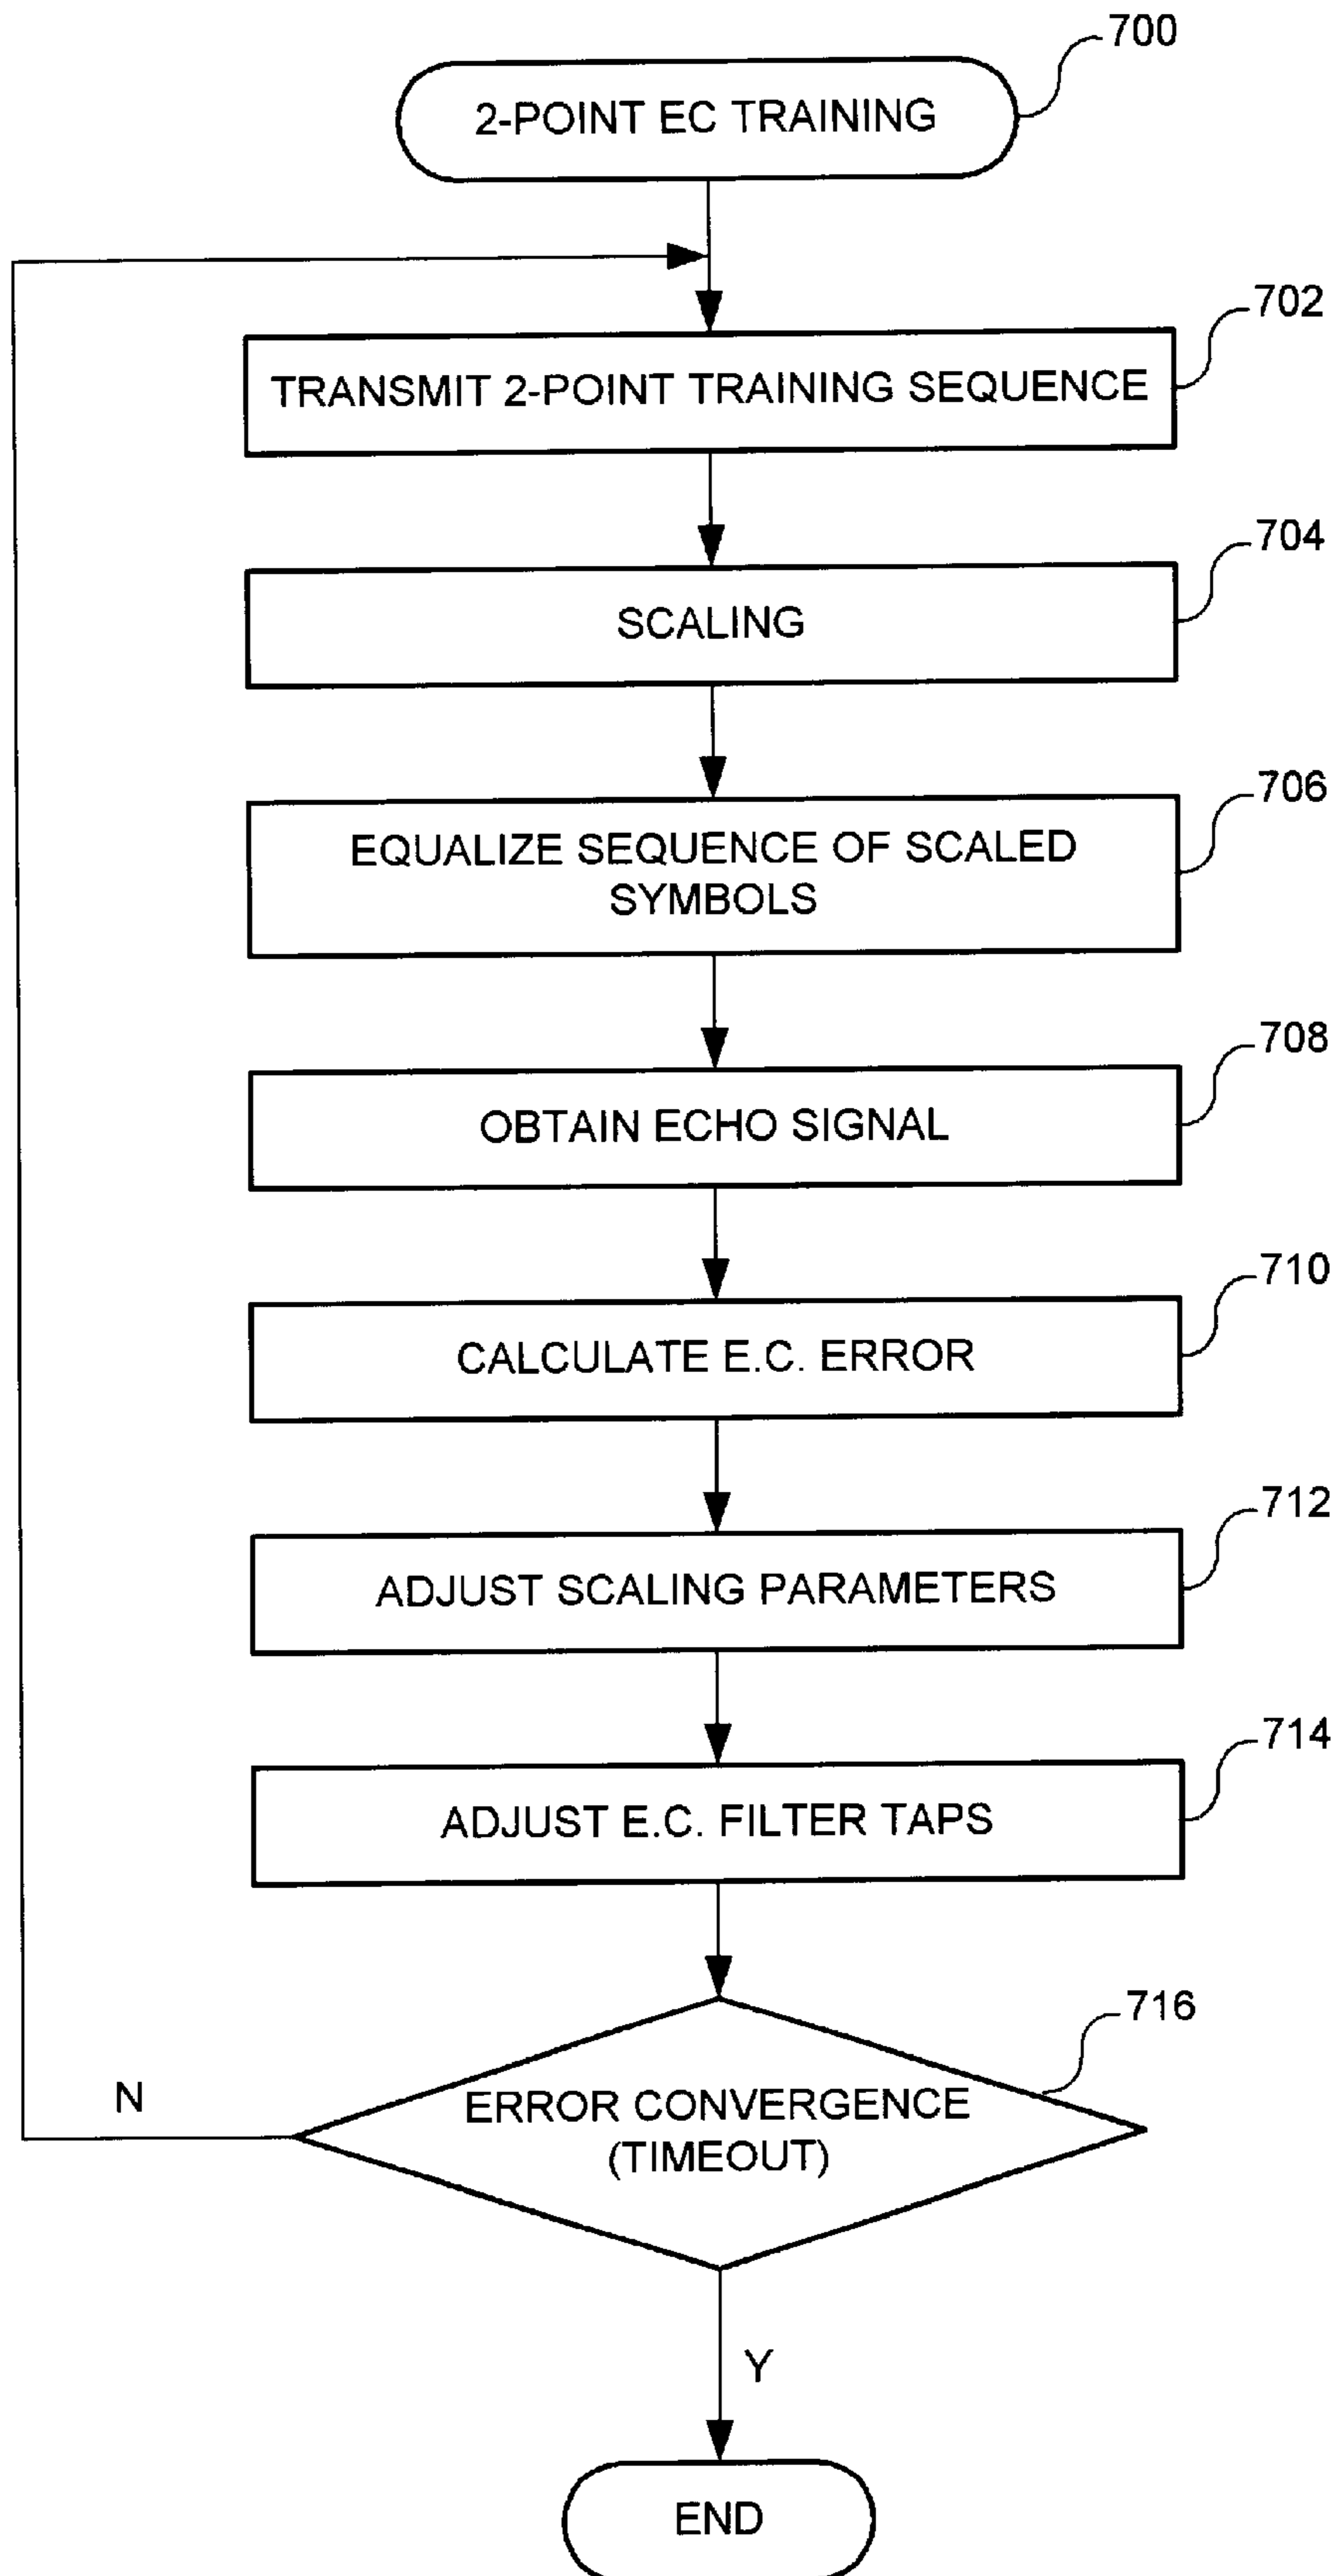 700
2-POINT EC TRAINING
702
TRANSMIT 2-POINT TRAINING SEQUENCE
704
SCALING
706
EQUALIZE SEQUENCE OF SCALED
SYMBOLS
708
OBTAIN ECHO SIGNAL
710
CALCULATE E.C. ERROR
712
ADJUST SCALING PARAMETERS
714
ADJUST E.C. FILTER TAPS
716
ERROR CONVERGENCE
(TIMEOUT)
N
Y
END